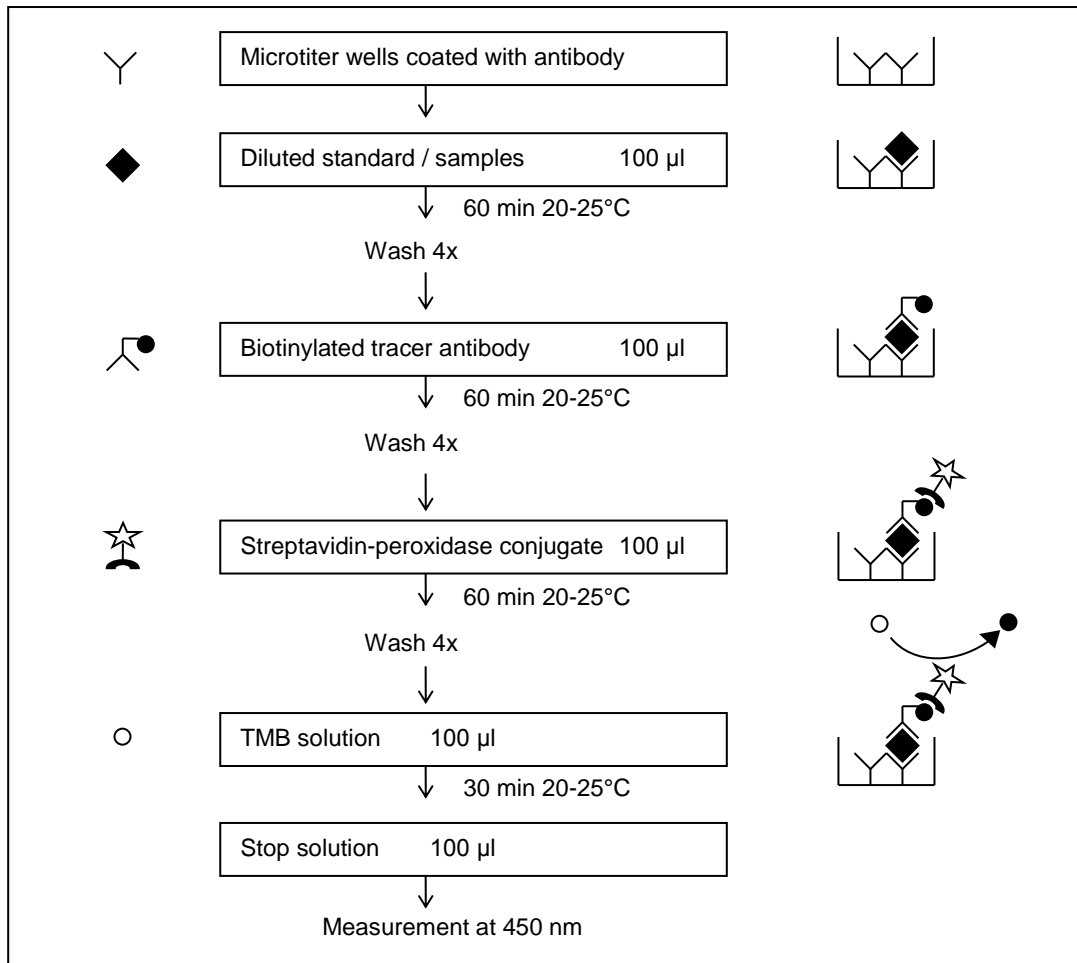 Microtiter wells coated with antibody
Diluted standard / samples 100 µl
60 min 20-25°C
Wash 4x
Biotinylated tracer antibody 100 µl
60 min 20-25°C
Wash 4x
Streptavidin-peroxidase conjugate 100 µl
60 min 20-25°C
Wash 4x
TMB solution 100 µl
30 min 20-25°C
Stop solution 100 µl
Measurement at 450 nm